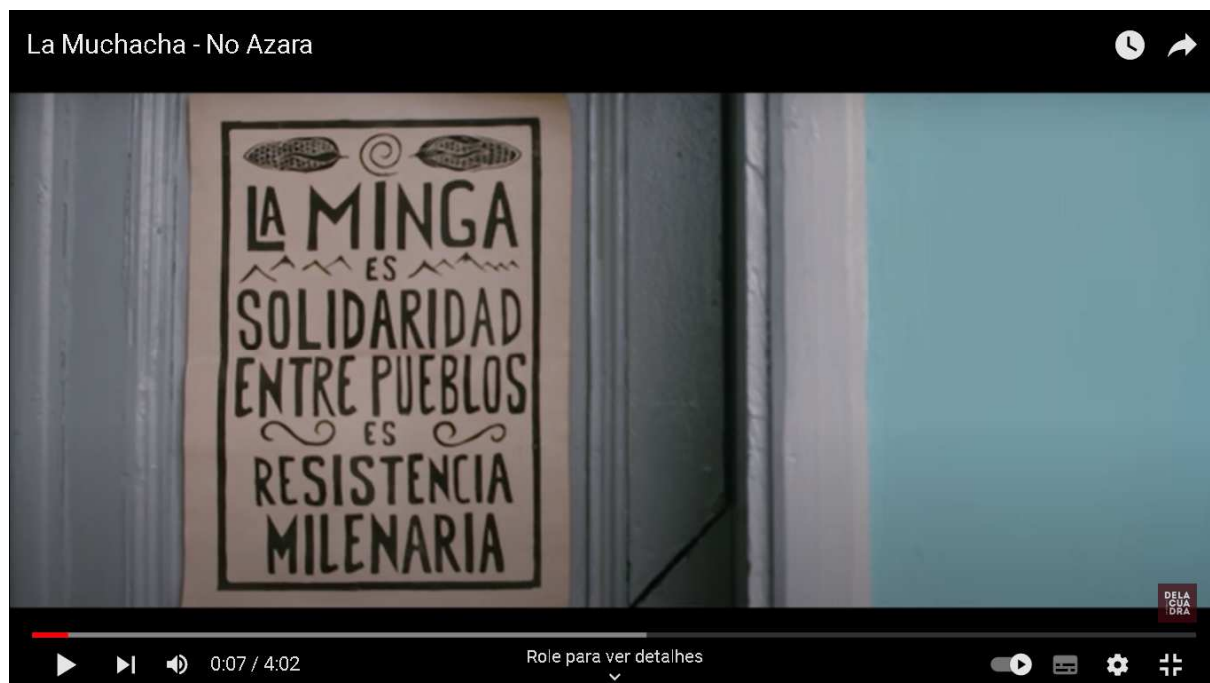 La Muchacha - No Azara
LA MINGA
ES
SOLIDARIDAD
ENTRE PUEBLOS
ES
RESISTENCIA
MILENARIA
DELA
CUA
DRA
0:07 / 4:02
Role para ver detalhes